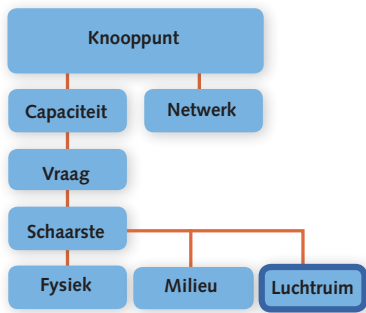 Knooppunt
Capaciteit
Netwerk
Vraag
Schaarste
Fysiek
Milieu
Luchtruim